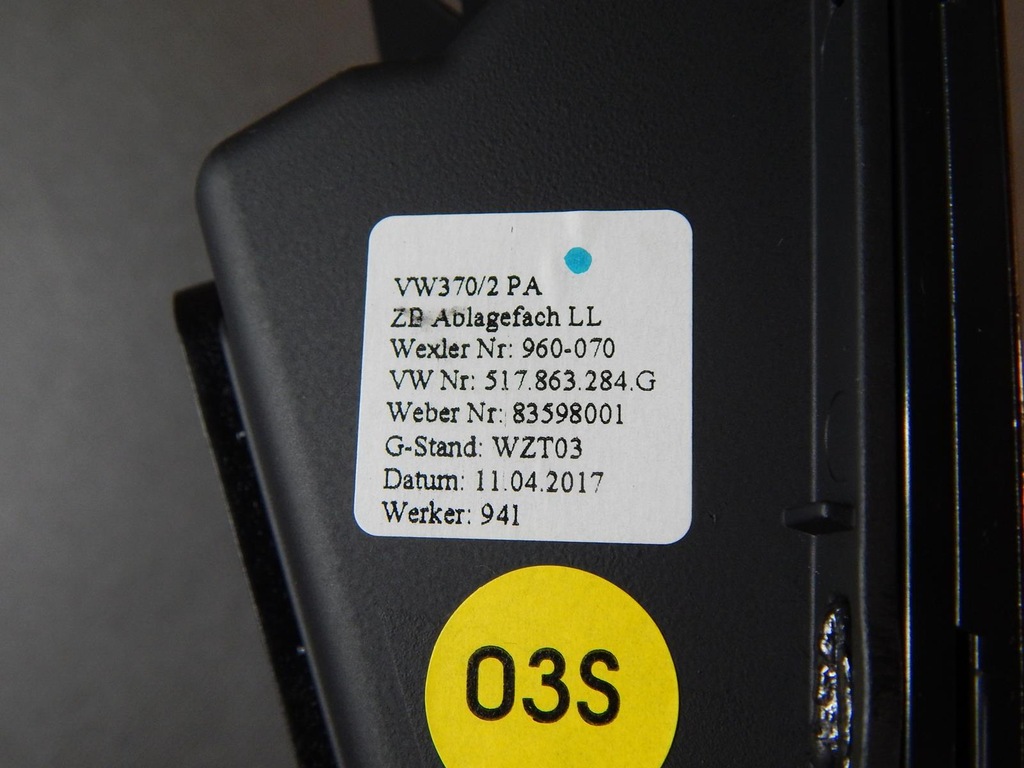 VW370/2 PA
ZB Ablagefach LL
Wexler Nr: 960-070
VW Nr: 517.863.284.G
Weber Nr: 83598001
G-Stand: WZT03
Datum: 11.04.2017
Werker: 941
03S